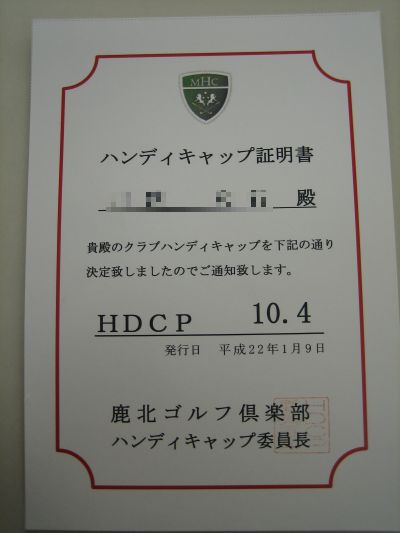 MHC
ハンディキャップ証明書
殿
貴殿のクラブハンディキャップを下記の通り
決定致しましたのでご通知致します。
HDCP 10.4
発行日 平成22年1月9日
鹿北ゴルフ倶楽部
ハンディキャップ委員長